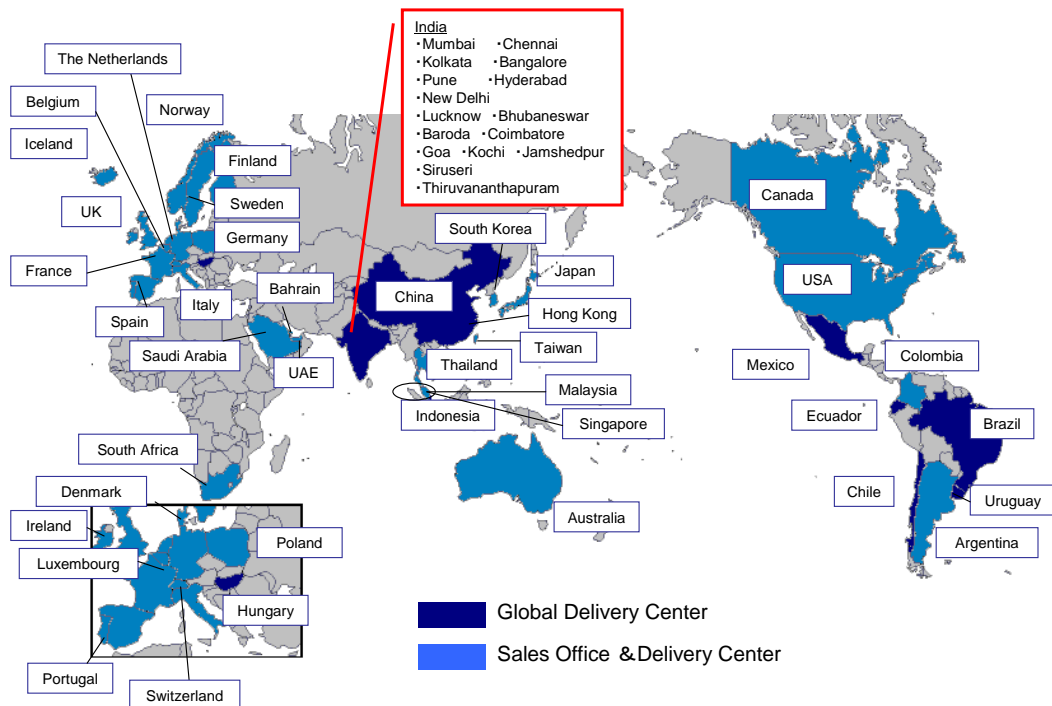 India
・Mumbai ・Chennai
・Kolkata ・Bangalore
・Pune ・Hyderabad
・New Delhi
・Lucknow ・Bhubaneswar
・Baroda ・Coimbatore
・Goa ・Kochi ・Jamshedpur
・Siruseri
・Thiruvananthapuram
The Netherlands
Belgium
Norway
Iceland
Finland
Sweden
UK
Germany
France
Italy
Spain
Bahrain
Saudi Arabia
UAE
South Korea
China
Japan
Hong Kong
Taiwan
Thailand
Malaysia
Indonesia
Singapore
Canada
USA
Mexico
Colombia
Ecuador
Brazil
Chile
Uruguay
Argentina
South Africa
Australia
Denmark
Ireland
Poland
Luxembourg
Hungary
Portugal
Switzerland
Global Delivery Center
Sales Office &Delivery Center